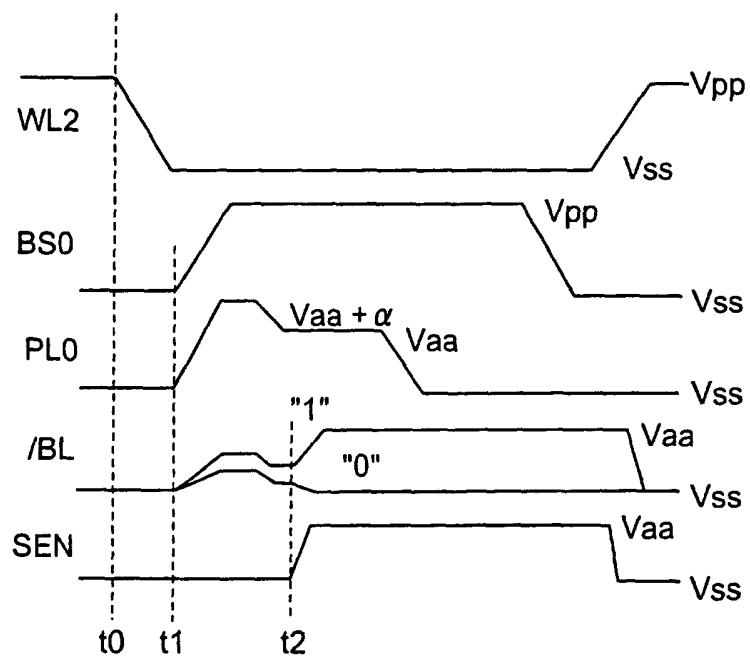 WL2
Vpp
Vss
BS0
Vpp
Vss
PL0
Vaa + α
Vaa
Vss
/BL
"1"
"0"
Vaa
Vss
SEN
Vaa
Vss
t0
t1
t2